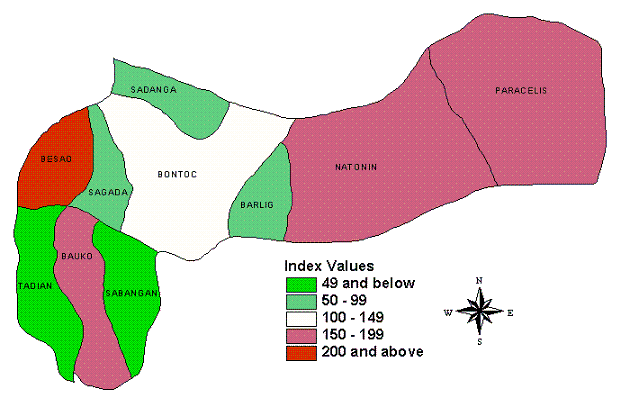 SADANGA
PARACELIS
BESAO
BONTOC
NATONIN
SAGADA
BARLIG
BAUKO
TADIAN
SABANGAN
Index Values
49 and below
50 - 99
100 - 149
150 - 199
200 and above
N
W
E
S